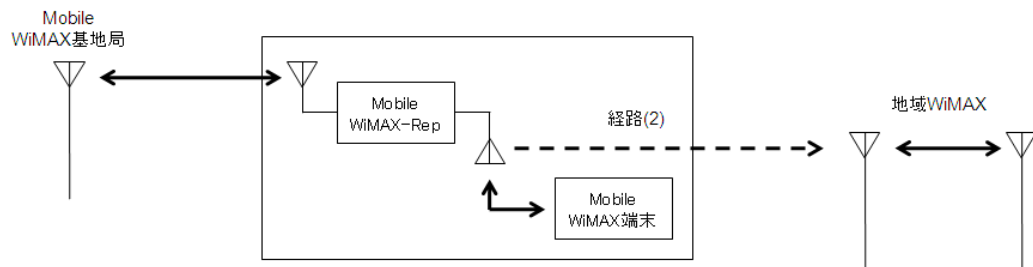 Mobile
WiMAX基地局
Mobile
WiMAX-Rep
経路(2)
地域WiMAX
Mobile
WiMAX端末